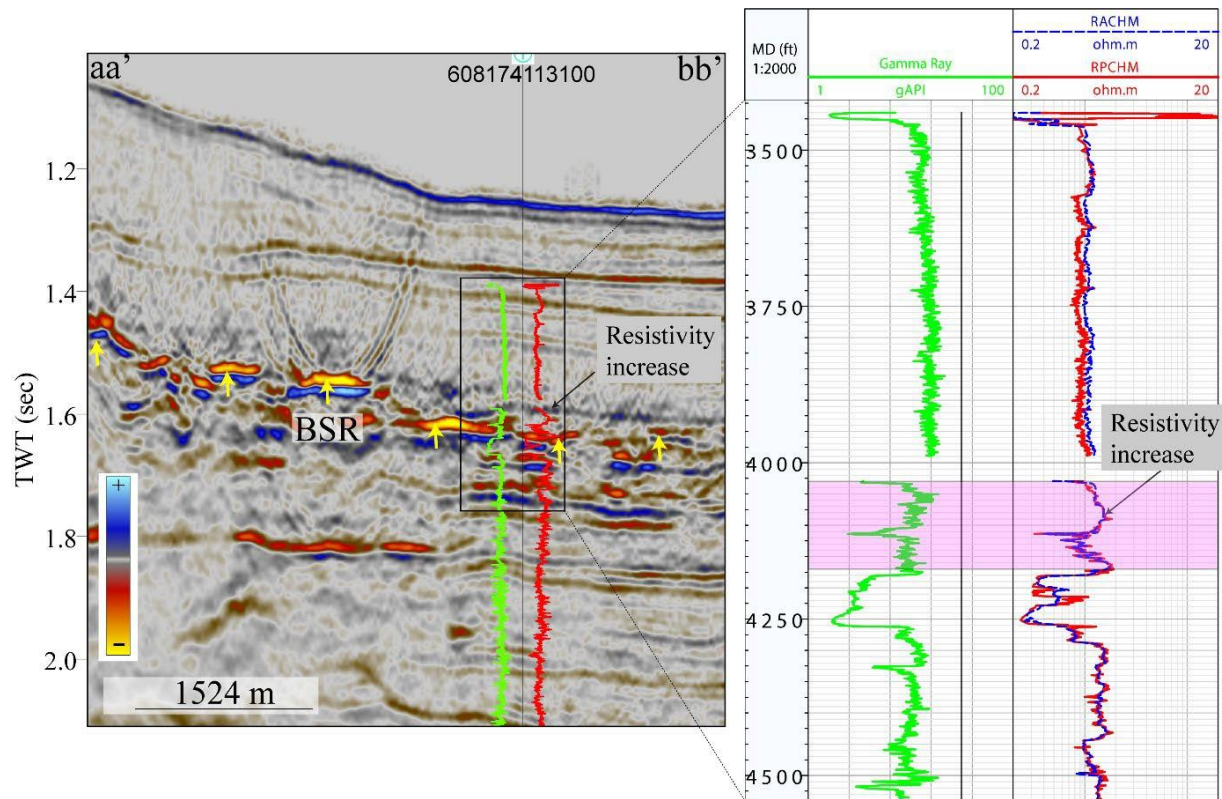 aa’
bb’
608174113100
1.2
1.4
1.6
1.8
2.0
TWT (sec)
Resistivity
increase
BSR
+
-
1524 m
MD (ft)
1:2000
Gamma Ray
1 gAPI 100
RACHM
0.2 ohm.m 20
RPCHM
0.2 ohm.m 20
3500
3750
4000
4250
4500
Resistivity
increase